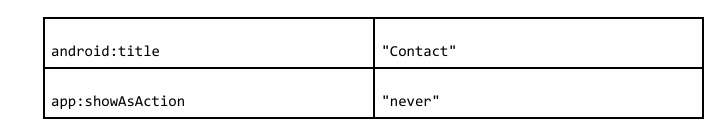 android:title "Contact"
app:showAsAction "never"